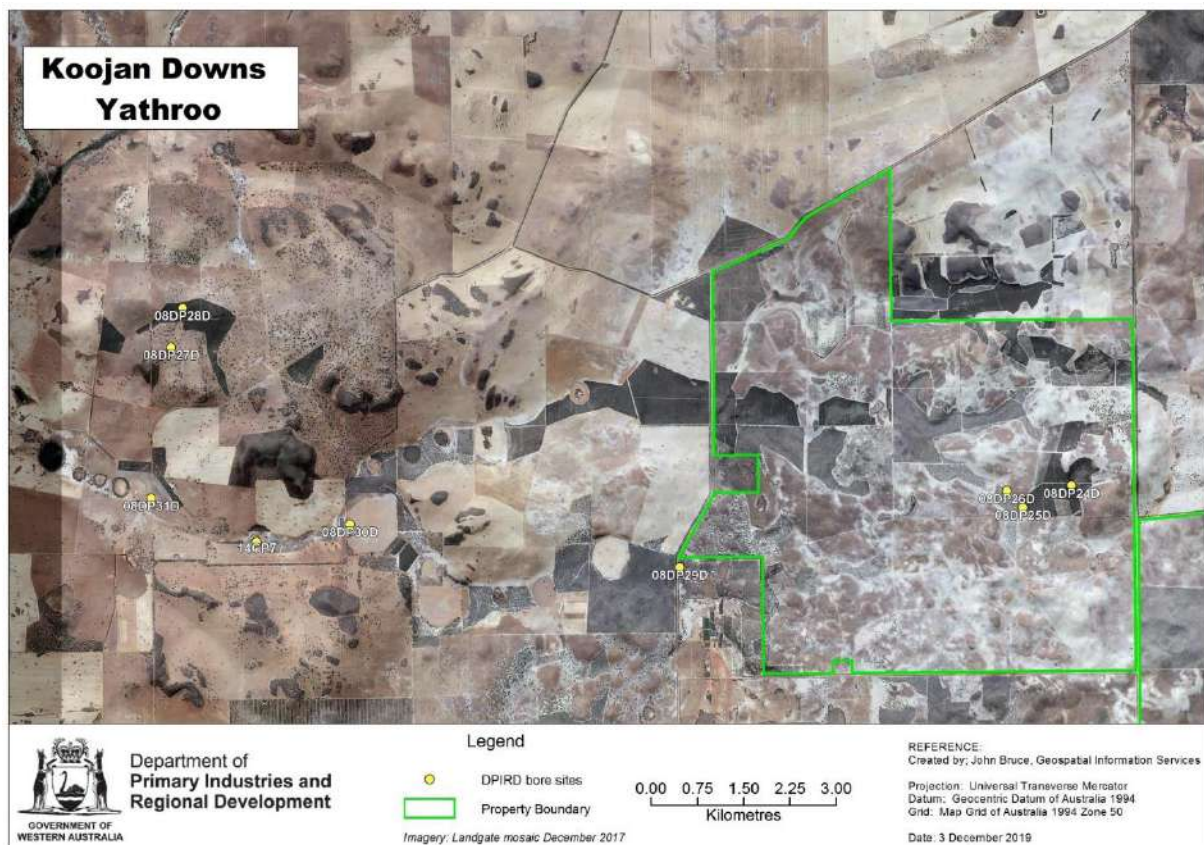 Koojan Downs
Yathroo
08DP28D
08DP27D
08DP31D
14GP7
08DP30D
08DP29D
08DP26D
08DP24D
08DP25D
GOVERNMENT OF
WESTERN AUSTRALIA
Department of
Primary Industries and
Regional Development
Legend
DPIRD bore sites
Property Boundary
Imagery: Landgate mosaic December 2017
0.00 0.75 1.50 2.25 3.00
Kilometres
REFERENCE:
Created by; John Bruce, Geospatial Information Services
Projection: Universal Transverse Mercator
Datum: Geocentric Datum of Australia 1994
Grid: Map Grid of Australia 1994 Zone 50
Date: 3 December 2019